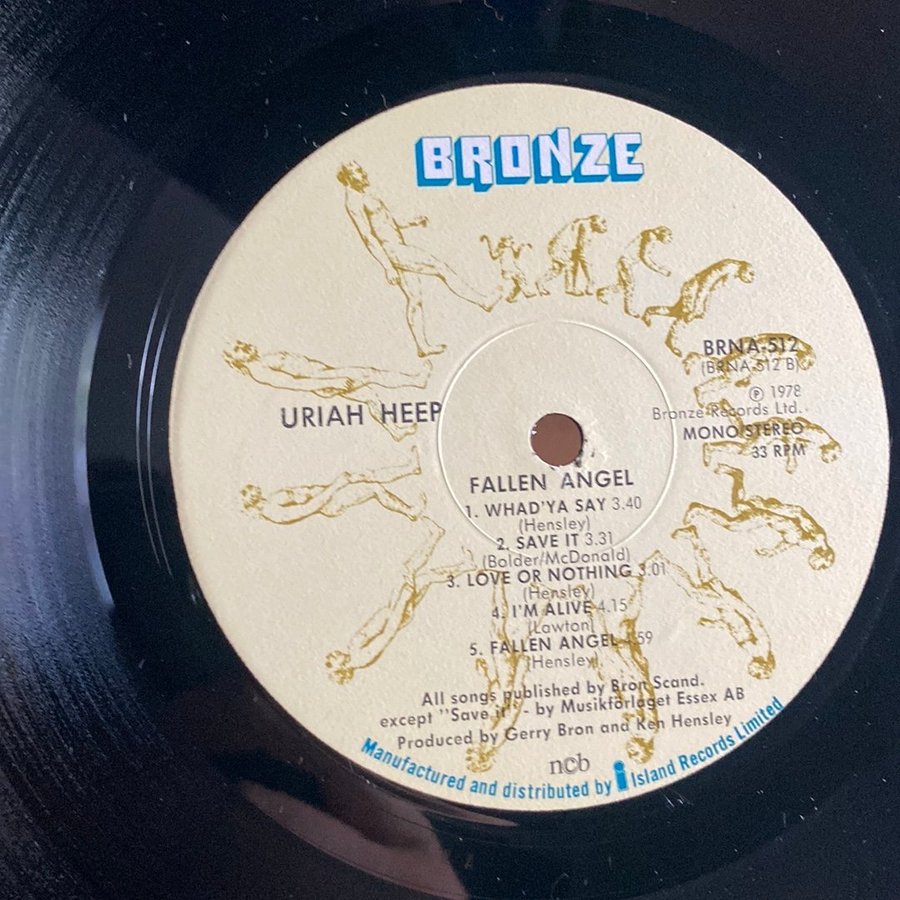 BRONZE
BRNA-512
(BRNA-512 B)
℗ 1978
Bronze Records Ltd.
MONO/STEREO
33 RPM
URIAH HEEP
FALLEN ANGEL
1. WHAD'YA SAY 3.40
(Hensley)
2. SAVE IT 3.31
(Bolder/McDonald)
3. LOVE OR NOTHING 3.01
(Hensley)
4. I'M ALIVE 4.15
(Lawton)
5. FALLEN ANGEL 4.59
(Hensley)
All songs published by Bron Scand.
except "Save it" - by Musikförlaget Essex AB
Produced by Gerry Bron and Ken Hensley
ncb
Manufactured and distributed by i Island Records Limited